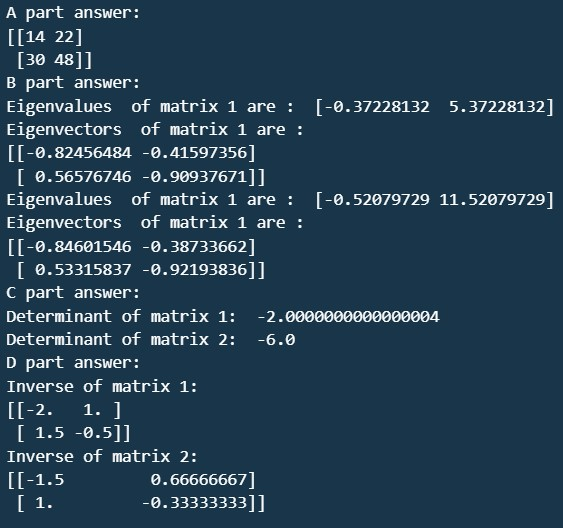 A part answer:
[[14 22]
 [30 48]]
B part answer:
Eigenvalues  of matrix 1 are :  [-0.37228132  5.37228132]
Eigenvectors  of matrix 1 are :
[[-0.82456484 -0.41597356]
 [ 0.56576746 -0.90937671]]
Eigenvalues  of matrix 1 are :  [-0.52079729 11.52079729]
Eigenvectors  of matrix 1 are :
[[-0.84601546 -0.38733662]
 [ 0.53315837 -0.92193836]]
C part answer:
Determinant of matrix 1:  -2.0000000000000004
Determinant of matrix 2:  -6.0
D part answer:
Inverse of matrix 1:
[[-2.   1. ]
 [ 1.5 -0.5]]
Inverse of matrix 2:
[[-1.5         0.66666667]
 [ 1.         -0.33333333]]